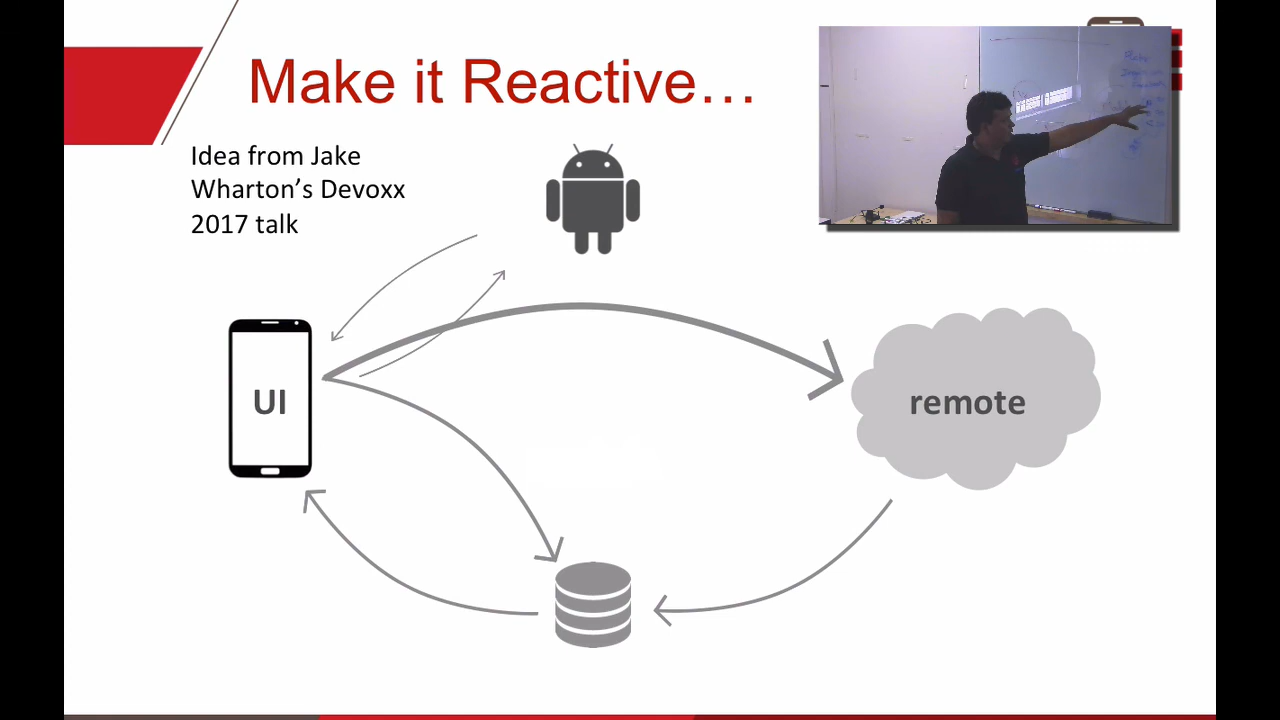 Make it Reactive…
Idea from Jake
Wharton’s Devoxx
2017 talk
UI
remote